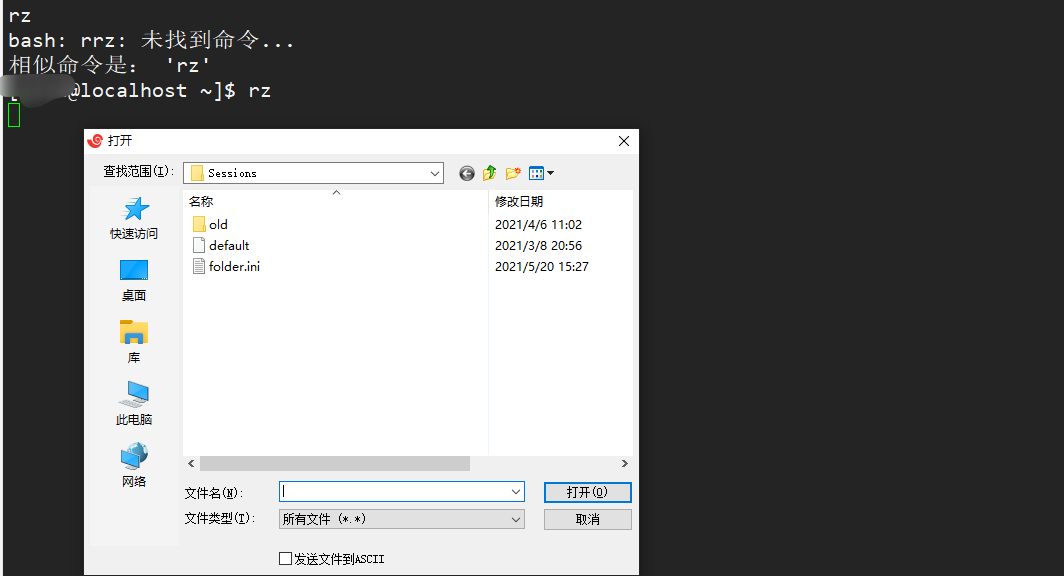 rz
bash: rrz: 未找到命令...
相似命令是： 'rz'
@localhost ~]$ rz
打开
查找范围(I):
Sessions
名称
修改日期
old
2021/4/6 11:02
default
2021/3/8 20:56
folder.ini
2021/5/20 15:27
快速访问
桌面
库
此电脑
网络
文件名(N):
打开(O)
文件类型(T):
所有文件 (*.*)
取消
发送文件到ASCII